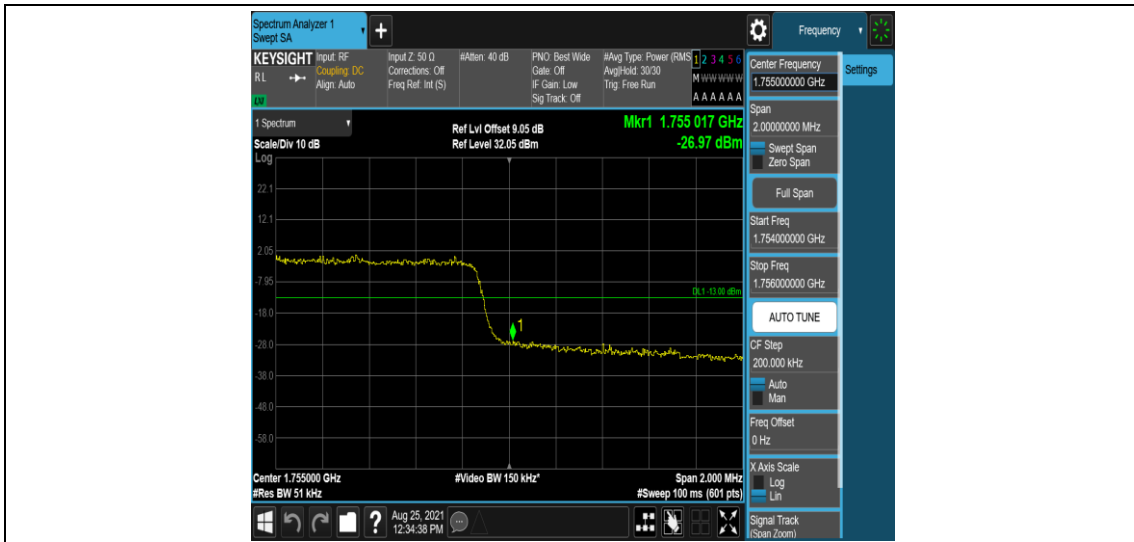 Spectrum Analyzer 1
Swept SA
+
Frequency
KEYSIGHT
RL
LXI
Input: RF
Coupling: DC
Align: Auto
Input Z: 50 Ω
Corrections: Off
Freq Ref: Int (S)
#Atten: 40 dB
PNO: Best Wide
Gate: Off
IF Gain: Low
Sig Track: Off
#Avg Type: Power (RMS
Avg|Hold: 30/30
Trig: Free Run
1 2 3 4 5 6
M W W W W W
A A A A A A
1 Spectrum
Scale/Div 10 dB
Ref Lvl Offset 9.05 dB
Ref Level 32.05 dBm
Mkr1 1.755 017 GHz
-26.97 dBm
Log
22.1
12.1
2.05
-7.95
-18.0
-28.0
-38.0
-48.0
-58.0
DL1 -13.00 dBm
1
Center 1.755000 GHz
#Res BW 51 kHz
#Video BW 150 kHz*
Span 2.000 MHz
#Sweep 100 ms (601 pts)
Center Frequency
1.755000000 GHz
Settings
Span
2.00000000 MHz
Swept Span
Zero Span
Full Span
Start Freq
1.754000000 GHz
Stop Freq
1.756000000 GHz
AUTO TUNE
CF Step
200.000 kHz
Auto
Man
Freq Offset
0 Hz
X Axis Scale
Log
Lin
Signal Track
(Span Zoom)
?
Aug 25, 2021
12:34:38 PM